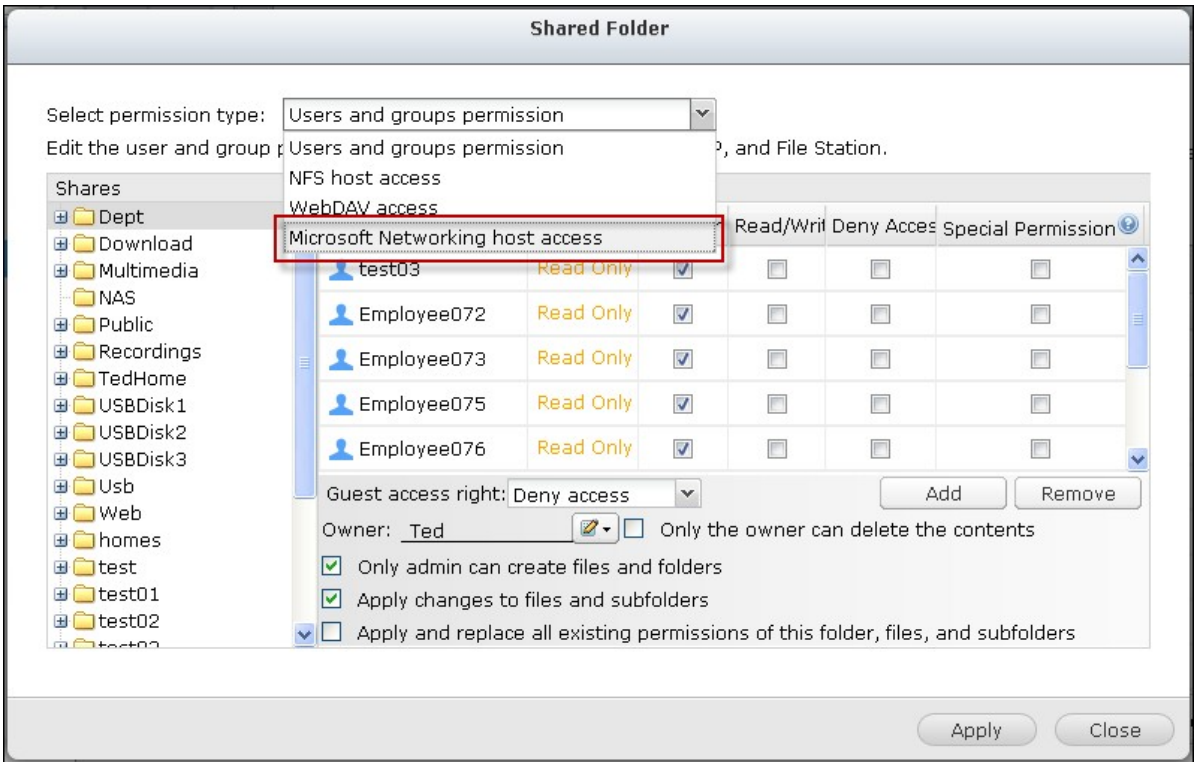 Shared Folder
Select permission type: Users and groups permission
Users and groups permission
NFS host access
WebDAV access
Microsoft Networking host access
Edit the user and group and File Station.
Shares
Dept
Download
Multimedia
NAS
Public
Recordings
TedHome
USBDisk1
USBDisk2
USBDisk3
Usb
Web
homes
test
test01
test02
Read/Writ Deny Acces Special Permission
test03 Read Only
Employee072 Read Only
Employee073 Read Only
Employee075 Read Only
Employee076 Read Only
Guest access right: Deny access Add Remove
Owner: Ted Only the owner can delete the contents
Only admin can create files and folders
Apply changes to files and subfolders
Apply and replace all existing permissions of this folder, files, and subfolders
Apply Close